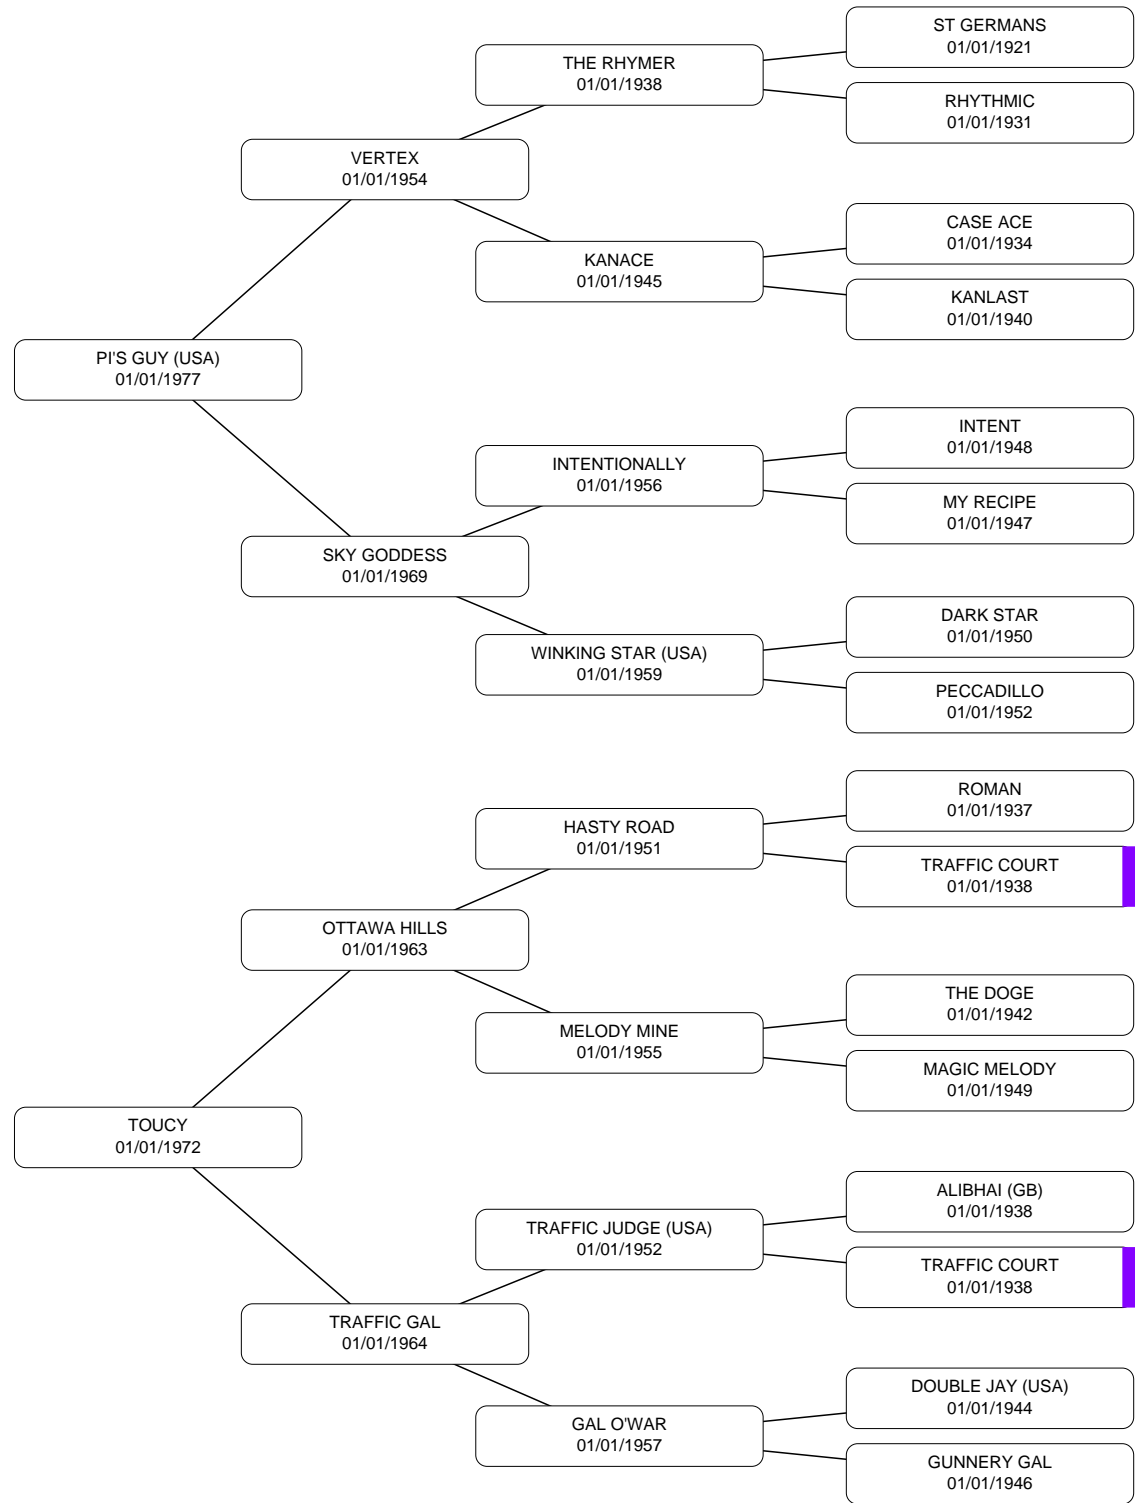 ST GERMANS
01/01/1921
THE RHYMER
01/01/1938
RHYTHMIC
01/01/1931
VERTEX
01/01/1954
CASE ACE
01/01/1934
KANACE
01/01/1945
KANLAST
01/01/1940
PI'S GUY (USA)
01/01/1977
INTENT
01/01/1948
INTENTIONALLY
01/01/1956
MY RECIPE
01/01/1947
SKY GODDESS
01/01/1969
DARK STAR
01/01/1950
WINKING STAR (USA)
01/01/1959
PECCADILLO
01/01/1952
ROMAN
01/01/1937
HASTY ROAD
01/01/1951
TRAFFIC COURT
01/01/1938
OTTAWA HILLS
01/01/1963
THE DOGE
01/01/1942
MELODY MINE
01/01/1955
MAGIC MELODY
01/01/1949
TOUCY
01/01/1972
ALIBHAI (GB)
01/01/1938
TRAFFIC JUDGE (USA)
01/01/1952
TRAFFIC COURT
01/01/1938
TRAFFIC GAL
01/01/1964
DOUBLE JAY (USA)
01/01/1944
GAL O'WAR
01/01/1957
GUNNERY GAL
01/01/1946